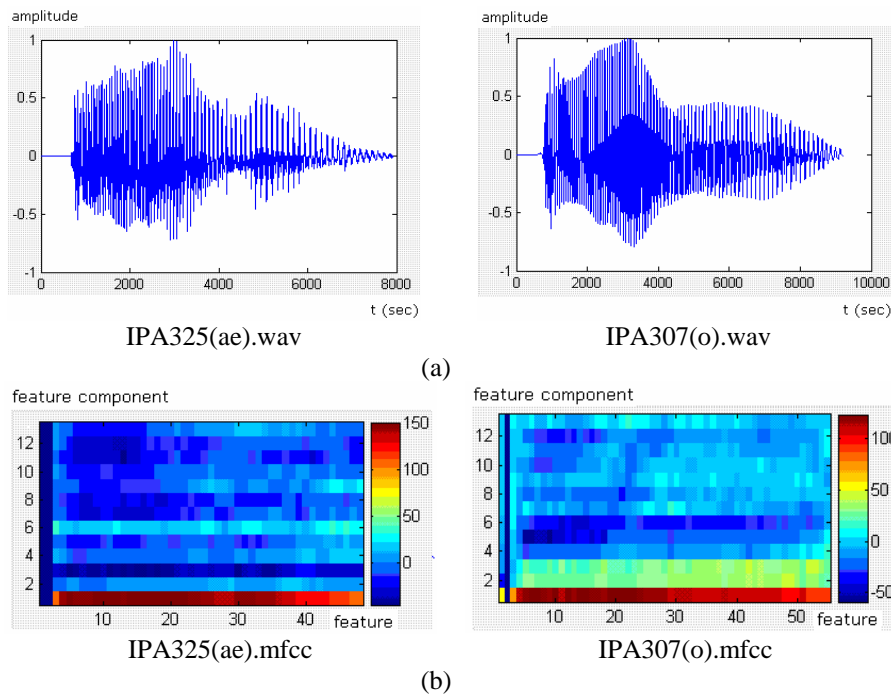 amplitude
1
0.5
0
-0.5
-1
0 2000 4000 6000 8000
t (sec)
IPA325(ae).wav
amplitude
1
0.5
0
-0.5
-1
0 2000 4000 6000 8000 10000
t (sec)
IPA307(o).wav
(a)
feature component
12
10
8
6
4
2
10 20 30 40
feature
150
100
50
0
IPA325(ae).mfcc
feature component
12
10
8
6
4
2
10 20 30 40 50
feature
100
50
0
-50
IPA307(o).mfcc
(b)